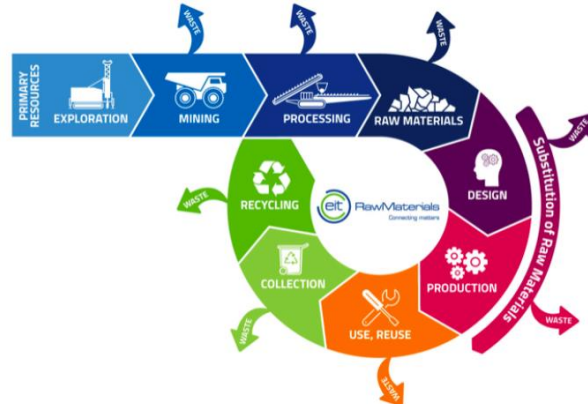 PRIMARY
RESOURCES
EXPLORATION
MINING
PROCESSING
RAW MATERIALS
DESIGN
PRODUCTION
USE, REUSE
COLLECTION
RECYCLING
eit RawMaterials
Connecting matters
Substitution of Raw Materials
WASTE
WASTE
WASTE
WASTE
WASTE
WASTE
WASTE
WASTE